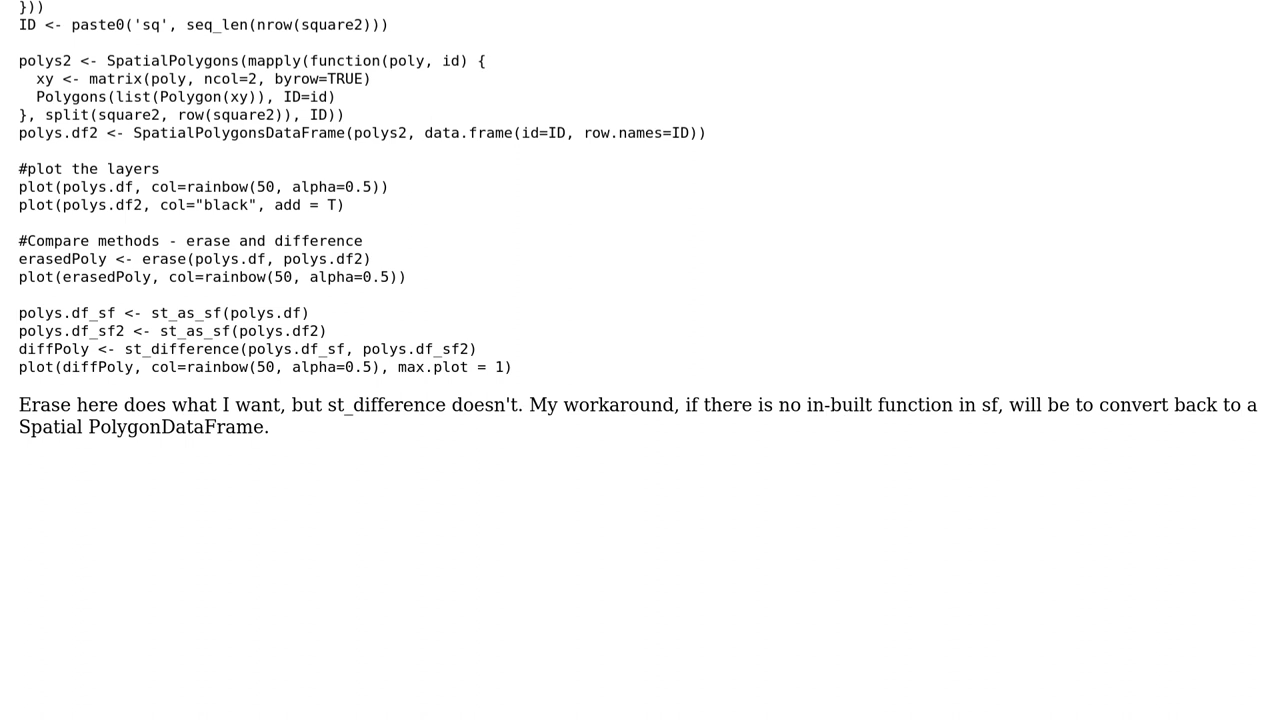 }))
ID <- paste0('sq', seq_len(nrow(square2)))
polys2 <- SpatialPolygons(mapply(function(poly, id) {
  xy <- matrix(poly, ncol=2, byrow=TRUE)
  Polygons(list(Polygon(xy)), ID=id)
}, split(square2, row(square2)), ID))
polys.df2 <- SpatialPolygonsDataFrame(polys2, data.frame(id=ID, row.names=ID))
#plot the layers
plot(polys.df, col=rainbow(50, alpha=0.5))
plot(polys.df2, col="black", add = T)
#Compare methods - erase and difference
erasedPoly <- erase(polys.df, polys.df2)
plot(erasedPoly, col=rainbow(50, alpha=0.5))
polys.df_sf <- st_as_sf(polys.df)
polys.df_sf2 <- st_as_sf(polys.df2)
diffPoly <- st_difference(polys.df_sf, polys.df_sf2)
plot(diffPoly, col=rainbow(50, alpha=0.5), max.plot = 1)
Erase here does what I want, but st_difference doesn't. My workaround, if there is no in-built function in sf, will be to convert back to a
Spatial PolygonDataFrame.